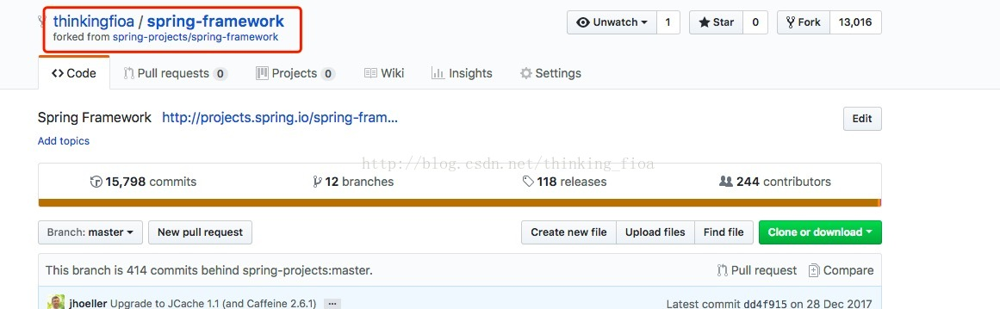 thinkingfioa / spring-framework
forked from spring-projects/spring-framework
Unwatch 1 Star 0 Fork 13,016
Code Pull requests 0 Projects 0 Wiki Insights Settings
Spring Framework http://projects.spring.io/spring-fram...
Edit
Add topics
http://blog.csdn.net/thinking_fioa
15,798 commits 12 branches 118 releases 244 contributors
Branch: master New pull request Create new file Upload files Find file Clone or download
This branch is 414 commits behind spring-projects:master. Pull request Compare
jhoeller Upgrade to JCache 1.1 (and Caffeine 2.6.1) ... Latest commit dd4f915 on 28 Dec 2017